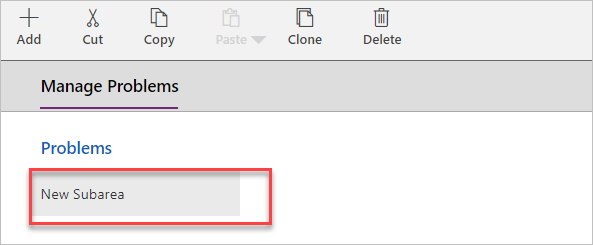 Add Cut Copy Paste Clone Delete
Manage Problems
Problems
New Subarea